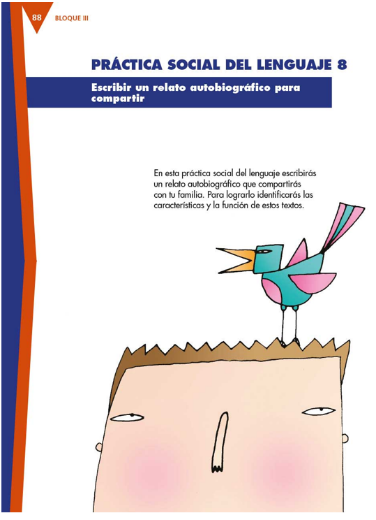 88 BLOQUE III
PRÁCTICA SOCIAL DEL LENGUAJE 8
Escribir un relato autobiográfico para
compartir
En esta práctica social del lenguaje escribirás
un relato autobiográfico que compartirás
con tu familia. Para lograrlo identificarás las
características y la función de estos textos.